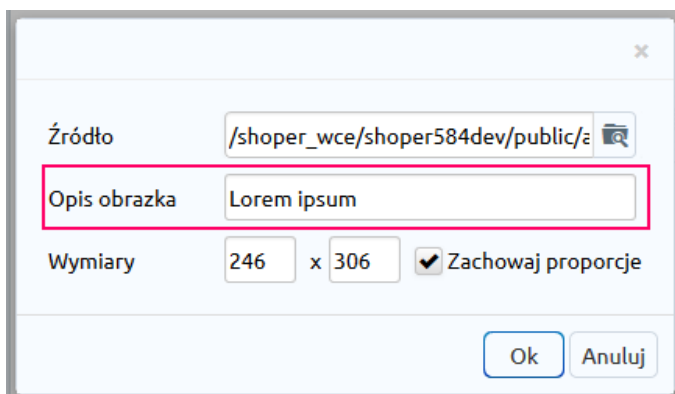 ×
Źródło /shoper_wce/shoper584dev/public/a
Opis obrazka Lorem ipsum
Wymiary 246 x 306 Zachowaj proporcje
Ok Anuluj